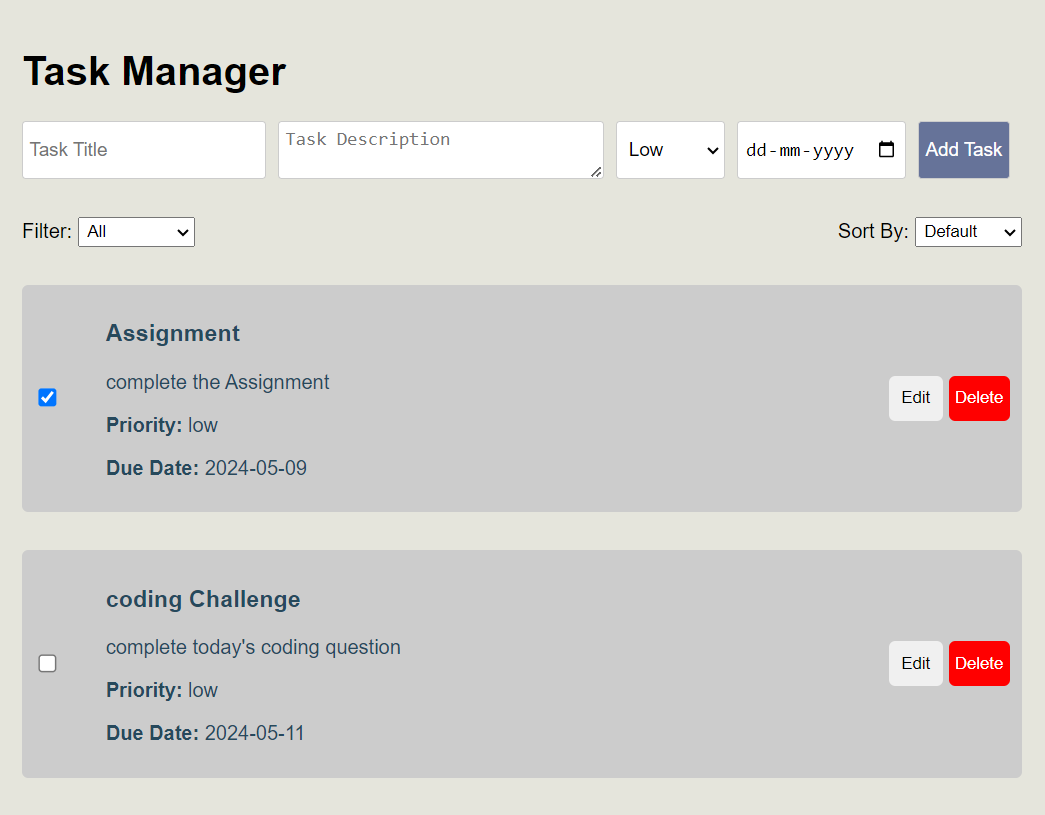 Task Manager
Task Title Task Description Low dd-mm-yyyy Add Task
Filter: All Sort By: Default
Assignment
complete the Assignment
Priority: low
Due Date: 2024-05-09
Edit Delete
coding Challenge
complete today's coding question
Priority: low
Due Date: 2024-05-11
Edit Delete